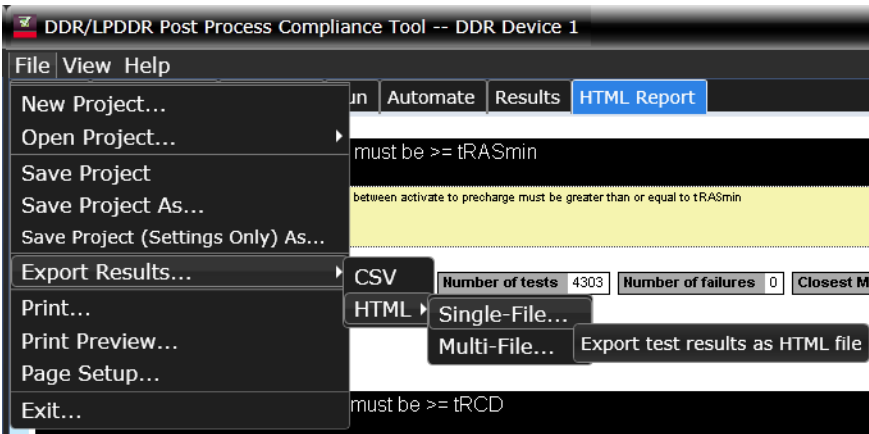 DDR/LPDDR Post Process Compliance Tool -- DDR Device 1
File View Help
un Automate Results HTML Report
New Project...
Open Project...
must be >= tRASmin
Save Project
between activate to precharge must be greater than or equal to tRASmin
Save Project As...
Save Project (Settings Only) As...
Export Results...
CSV
Number of tests 4303 Number of failures 0 Closest M
Print...
HTML
Single-File...
Print Preview...
Multi-File...
Export test results as HTML file
Page Setup...
Exit...
must be >= tRCD